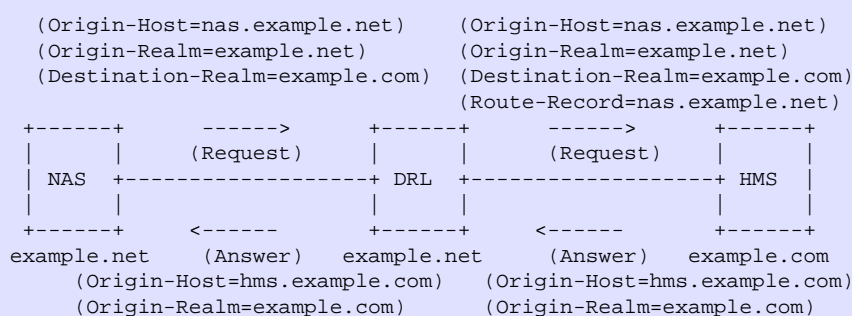 (Origin-Host=nas.example.net)    (Origin-Host=nas.example.net)
(Origin-Realm=example.net)       (Origin-Realm=example.net)
(Destination-Realm=example.com)  (Destination-Realm=example.com)
                                 (Route-Record=nas.example.net)
+------+      ------>      +------+      ------>      +------+
|      |     (Request)     |      |     (Request)     |      |
| NAS  +-------------------+ DRL  +-------------------+ HMS  |
|      |                   |      |                   |      |
+------+     <------       +------+     <------       +------+
example.net    (Answer)   example.net     (Answer)   example.com
     (Origin-Host=hms.example.com)   (Origin-Host=hms.example.com)
     (Origin-Realm=example.com)      (Origin-Realm=example.com)